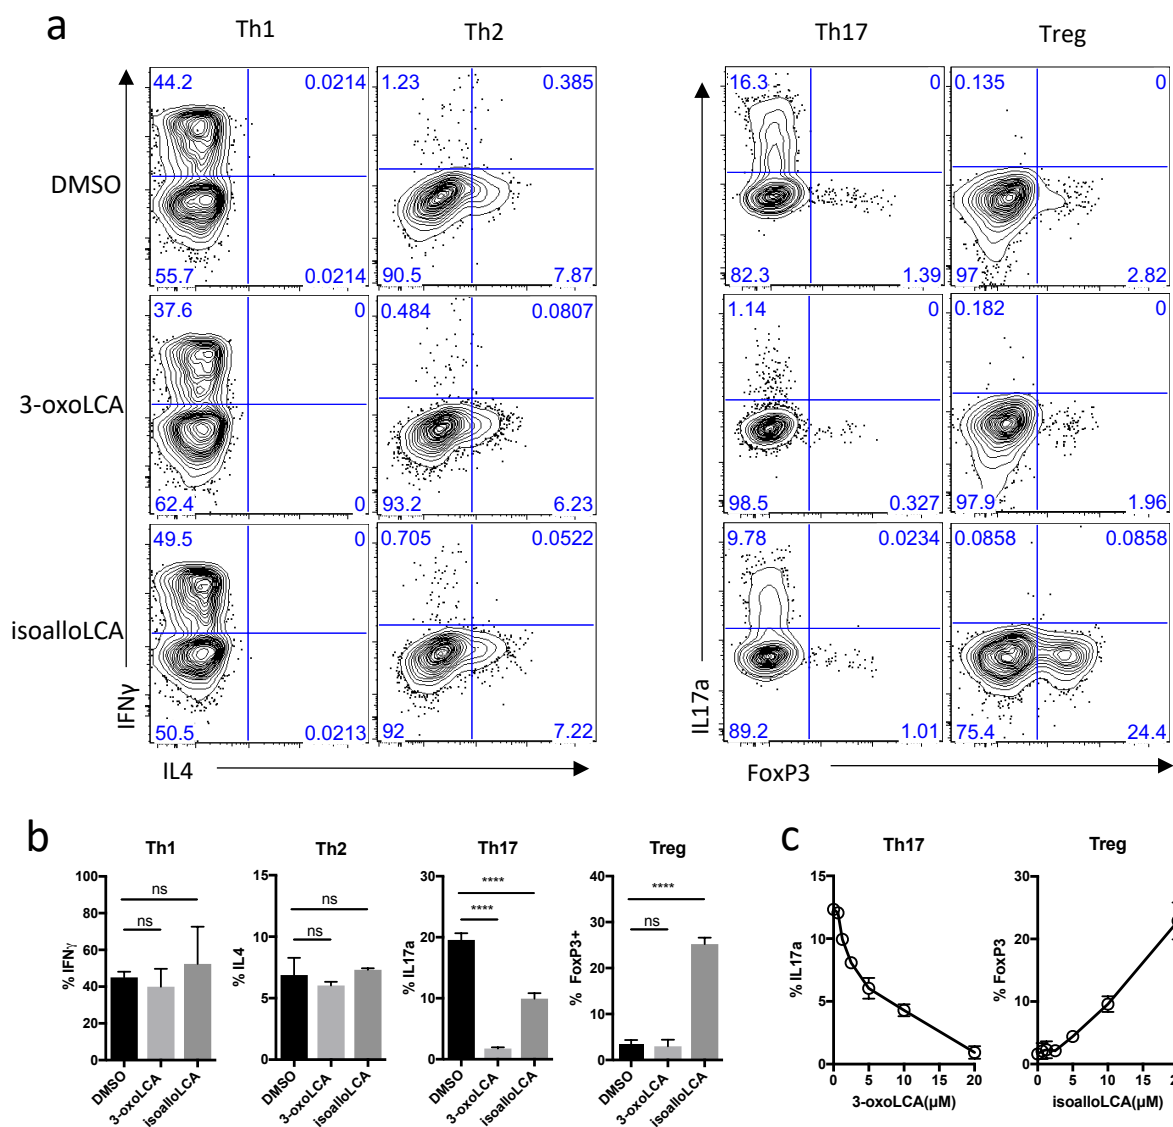 a
Th1 Th2 Th17 Treg
44.2 0.0214 1.23 0.385 16.3 0 0.135 0
DMSO
55.7 0.0214 90.5 7.87 82.3 1.39 97 2.82
37.6 0 0.484 0.0807 1.14 0 0.182 0
3-oxoLCA
62.4 0 93.2 6.23 98.5 0.327 97.9 1.96
49.5 0 0.705 0.0522 9.78 0.0234 0.0858 0.0858
isoalloLCA
IFNγ
IL17a
50.5 0.0213 92 7.22 89.2 1.01 75.4 24.4
IL4
FoxP3
b
Th1
% IFNγ
100
80
60
40
20
0
ns
ns
DMSO
3-oxoLCA
isoalloLCA
Th2
% IL4
15
10
5
0
ns
ns
DMSO
3-oxoLCA
isoalloLCA
Th17
% IL17a
30
20
10
0
****
****
DMSO
3-oxoLCA
isoalloLCA
Treg
% FoxP3+
40
30
20
10
0
****
ns
DMSO
3-oxoLCA
isoalloLCA
c
Th17
% IL17a
15
10
5
0
0 5 10 15 20
3-oxoLCA(μM)
Treg
% FoxP3
30
20
10
0
0 5 10 15
isoalloLCA(μM)